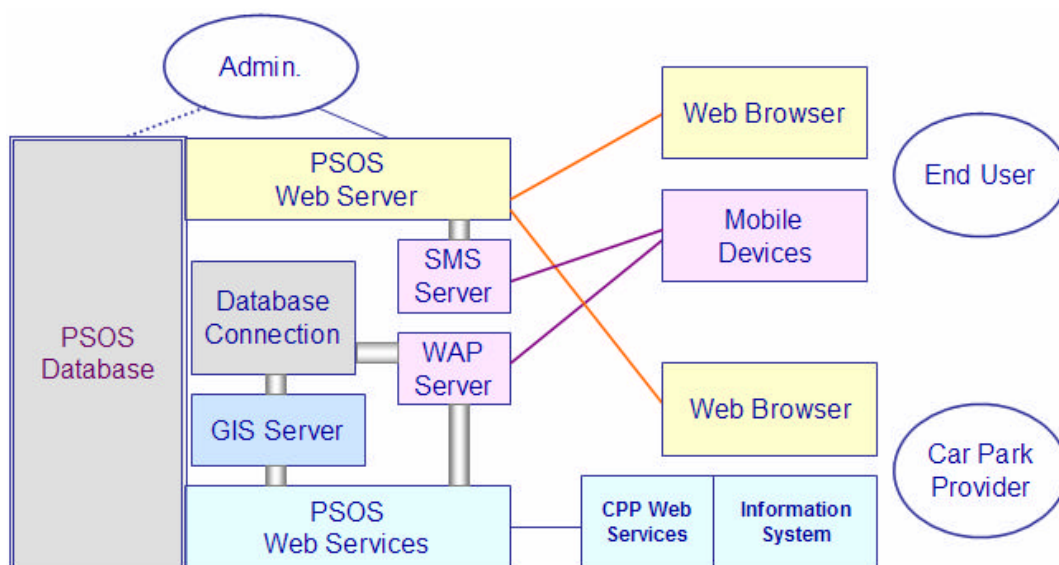 Admin.
PSOS
Web Server
Web Browser
End User
Mobile
Devices
SMS
Server
Database
Connection
PSOS
Database
WAP
Server
GIS Server
Web Browser
Car Park
Provider
PSOS
Web Services
CPP Web
Services
Information
System